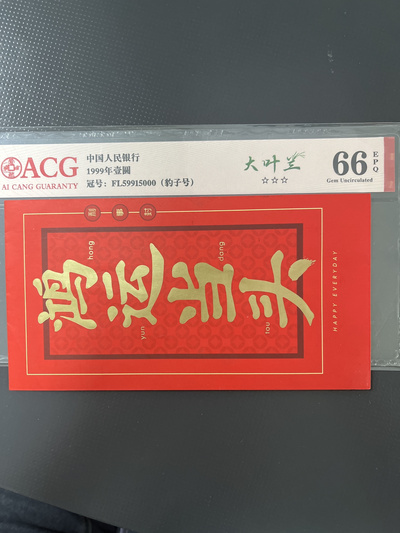 ACG
AI CANG GUARANTY
中国人民银行
1999年壹圆
冠号：FL59915000（豹子号）
大叶兰
☆☆☆
66
EPQ
Gem Uncirculated
鸿运当头
hong
yun
dang
tou
HAPPY EVERYDAY